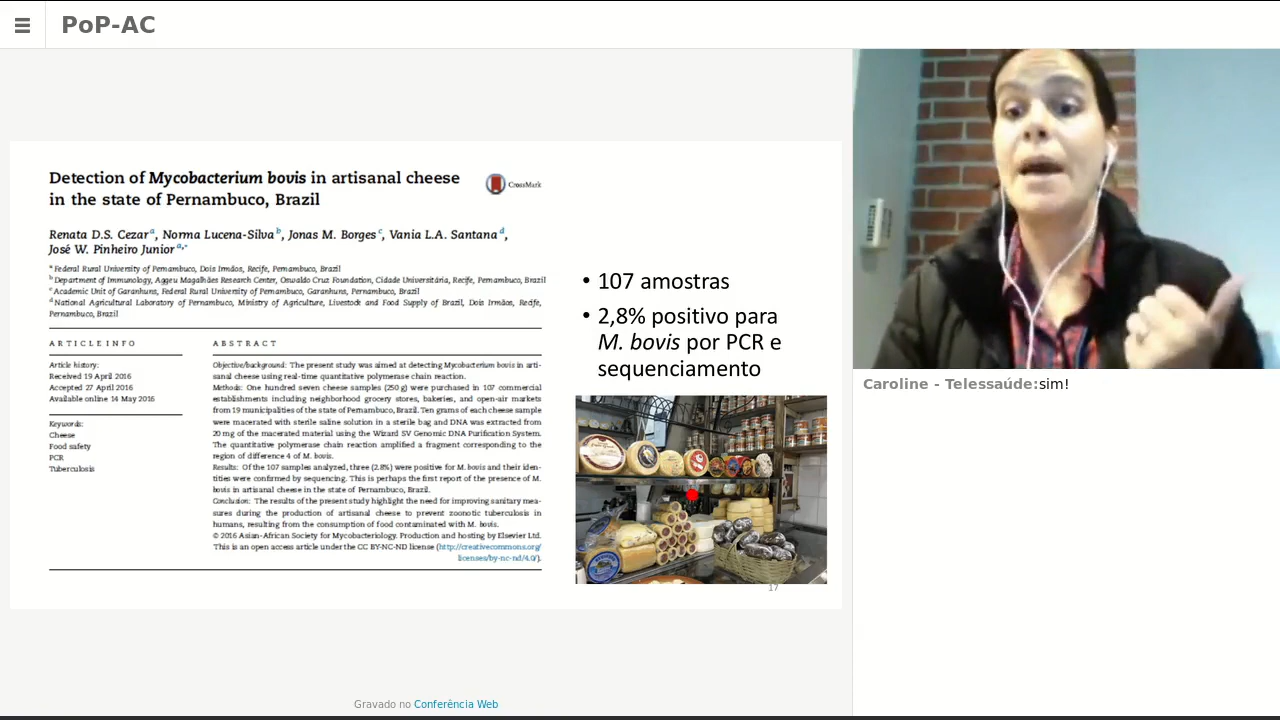 PoP-AC
Detection of Mycobacterium bovis in artisanal cheese
in the state of Pernambuco, Brazil
CrossMark
Renata D.S. Cezar a, Norma Lucena-Silva b, Jonas M. Borges c, Vania L.A. Santana d,
José W. Pinheiro Junior a,*
a Federal Rural University of Pernambuco, Dois Irmãos, Recife, Pernambuco, Brazil
b Department of Immunology, Aggeu Magalhães Research Center, Oswaldo Cruz Foundation, Cidade Universitária, Recife, Pernambuco, Brazil
c Academic Unit of Garanhuns, Federal Rural University of Pernambuco, Garanhuns, Pernambuco, Brazil
d National Agricultural Laboratory of Pernambuco, Ministry of Agriculture, Livestock and Food Supply of Brazil, Dois Irmãos, Recife,
Pernambuco, Brazil
ARTICLE INFO
Article history:
Received 19 April 2016
Accepted 27 April 2016
Available online 14 May 2016
Keywords:
Cheese
Food safety
PCR
Tuberculosis
ABSTRACT
Objective/background: The present study was aimed at detecting Mycobacterium bovis in arti-
sanal cheese using real-time quantitative polymerase chain reaction.
Methods: One hundred seven cheese samples (250 g) were purchased in 107 commercial
establishments including neighborhood grocery stores, bakeries, and open-air markets
from 19 municipalities of the state of Pernambuco, Brazil. Ten grams of each cheese sample
were macerated with sterile saline solution in a sterile bag and DNA was extracted from
20 mg of the macerated material using the Wizard SV Genomic DNA Purification System.
The quantitative polymerase chain reaction amplified a fragment corresponding to the
region of difference 4 of M. bovis.
Results: Of the 107 samples analyzed, three (2.8%) were positive for M. bovis and their iden-
tities were confirmed by sequencing. This is perhaps the first report of the presence of M.
bovis in artisanal cheese in the state of Pernambuco, Brazil.
Conclusion: The results of the present study highlight the need for improving sanitary mea-
sures during the production of artisanal cheese to prevent zoonotic tuberculosis in
humans, resulting from the consumption of food contaminated with M. bovis.
© 2016 Asian-African Society for Mycobacteriology. Production and hosting by Elsevier Ltd.
This is an open access article under the CC BY-NC-ND license (http://creativecommons.org/
licenses/by-nc-nd/4.0/).
• 107 amostras
• 2,8% positivo para
M. bovis por PCR e
sequenciamento
17
Caroline - Telessaúde:sim!
Gravado no Conferência Web